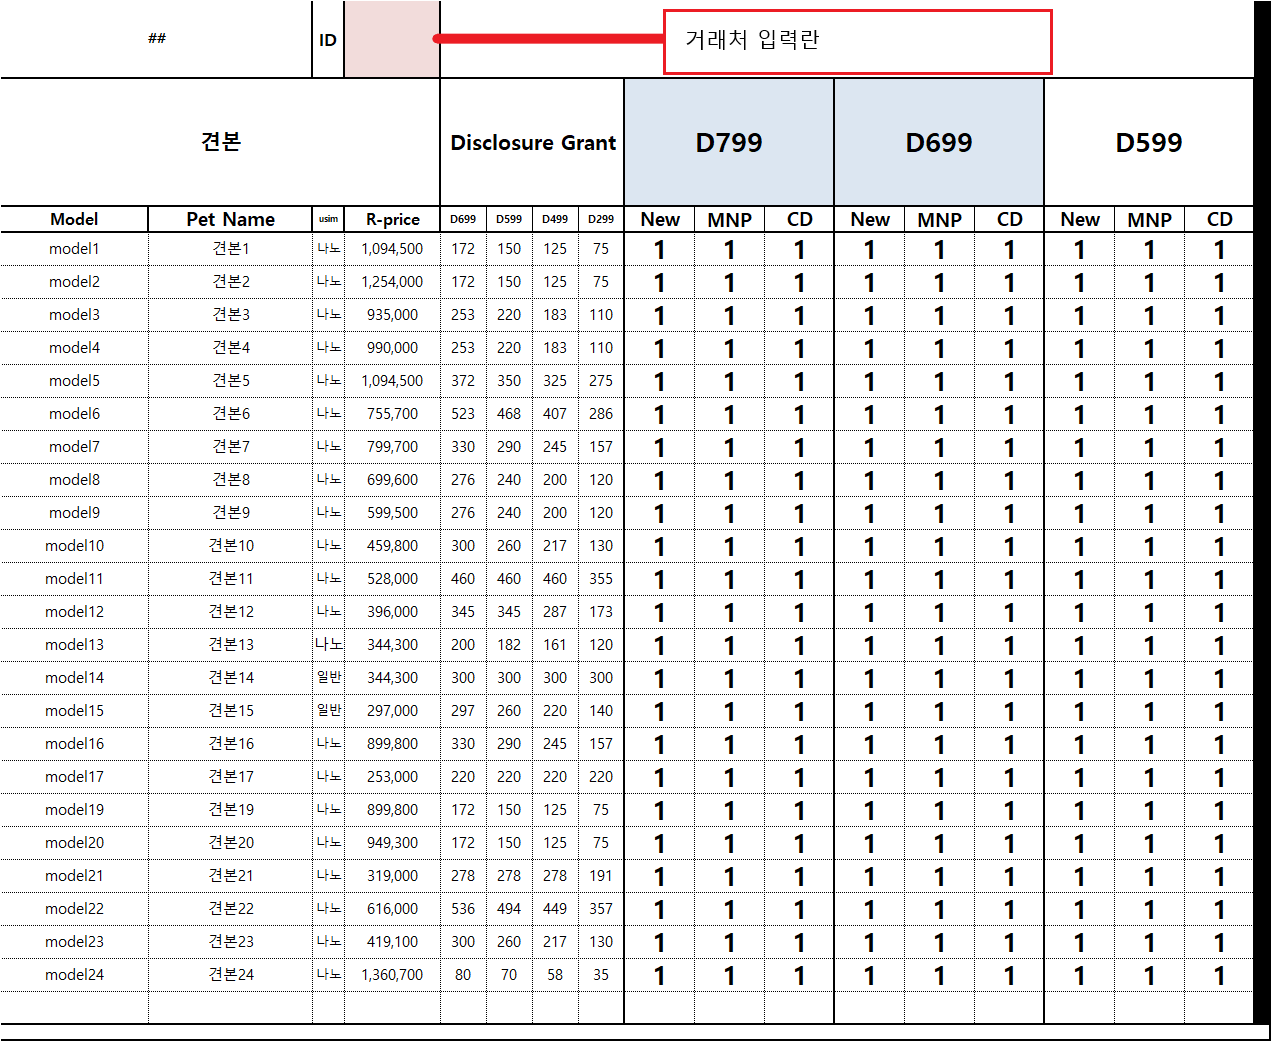 ## ID 거래처 입력란
견본 Disclosure Grant D799 D699 D599
Model Pet Name usim R-price D699 D599 D499 D299 New MNP CD New MNP CD New MNP CD
model1 견본1 나노 1,094,500 172 150 125 75 1 1 1 1 1 1 1 1 1
model2 견본2 나노 1,254,000 172 150 125 75 1 1 1 1 1 1 1 1 1
model3 견본3 나노 935,000 253 220 183 110 1 1 1 1 1 1 1 1 1
model4 견본4 나노 990,000 253 220 183 110 1 1 1 1 1 1 1 1 1
model5 견본5 나노 1,094,500 372 350 325 275 1 1 1 1 1 1 1 1 1
model6 견본6 나노 755,700 523 468 407 286 1 1 1 1 1 1 1 1 1
model7 견본7 나노 799,700 330 290 245 157 1 1 1 1 1 1 1 1 1
model8 견본8 나노 699,600 276 240 200 120 1 1 1 1 1 1 1 1 1
model9 견본9 나노 599,500 276 240 200 120 1 1 1 1 1 1 1 1 1
model10 견본10 나노 459,800 300 260 217 130 1 1 1 1 1 1 1 1 1
model11 견본11 나노 528,000 460 460 460 355 1 1 1 1 1 1 1 1 1
model12 견본12 나노 396,000 345 345 287 173 1 1 1 1 1 1 1 1 1
model13 견본13 나노 344,300 200 182 161 120 1 1 1 1 1 1 1 1 1
model14 견본14 일반 344,300 300 300 300 300 1 1 1 1 1 1 1 1 1
model15 견본15 일반 297,000 297 260 220 140 1 1 1 1 1 1 1 1 1
model16 견본16 나노 899,800 330 290 245 157 1 1 1 1 1 1 1 1 1
model17 견본17 나노 253,000 220 220 220 220 1 1 1 1 1 1 1 1 1
model19 견본19 나노 899,800 172 150 125 75 1 1 1 1 1 1 1 1 1
model20 견본20 나노 949,300 172 150 125 75 1 1 1 1 1 1 1 1 1
model21 견본21 나노 319,000 278 278 278 191 1 1 1 1 1 1 1 1 1
model22 견본22 나노 616,000 536 494 449 357 1 1 1 1 1 1 1 1 1
model23 견본23 나노 419,100 300 260 217 130 1 1 1 1 1 1 1 1 1
model24 견본24 나노 1,360,700 80 70 58 35 1 1 1 1 1 1 1 1 1